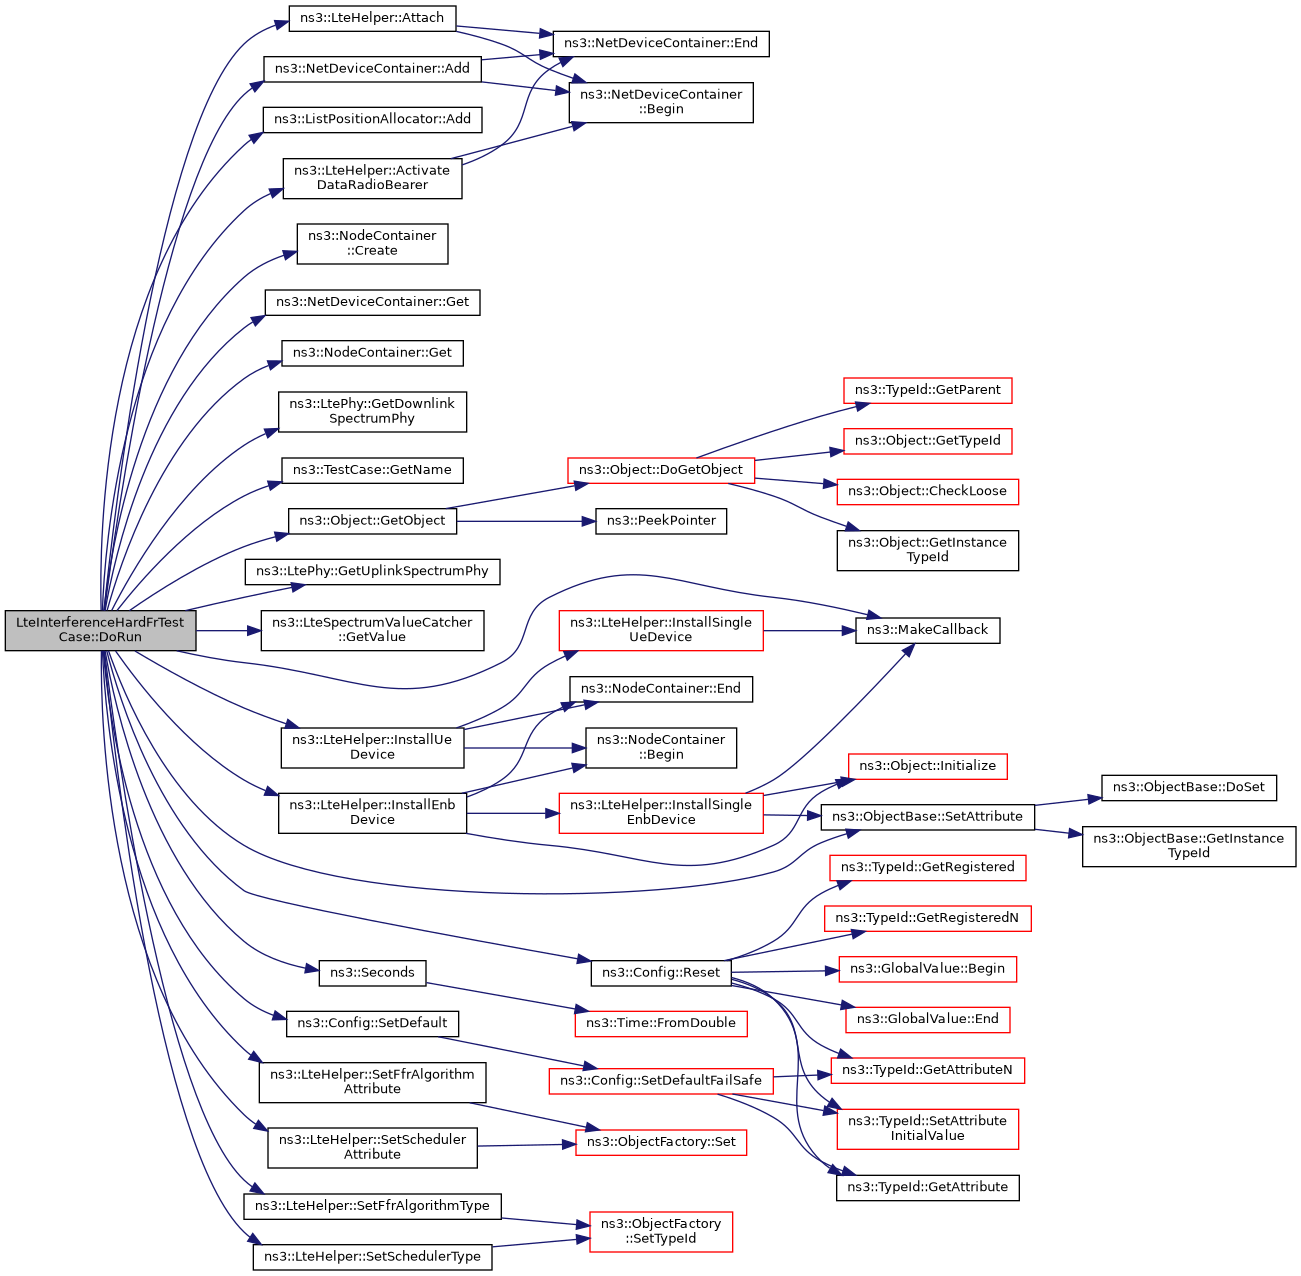 LteInterferenceHardFrTest
Case::DoRun
ns3::LteHelper::Attach
ns3::NetDeviceContainer::Add
ns3::ListPositionAllocator::Add
ns3::LteHelper::Activate
DataRadioBearer
ns3::NodeContainer
::Create
ns3::NetDeviceContainer::Get
ns3::NodeContainer::Get
ns3::LtePhy::GetDownlink
SpectrumPhy
ns3::TestCase::GetName
ns3::Object::GetObject
ns3::LtePhy::GetUplinkSpectrumPhy
ns3::LteSpectrumValueCatcher
::GetValue
ns3::LteHelper::InstallUe
Device
ns3::LteHelper::InstallEnb
Device
ns3::Seconds
ns3::Config::SetDefault
ns3::LteHelper::SetFfrAlgorithm
Attribute
ns3::LteHelper::SetScheduler
Attribute
ns3::LteHelper::SetFfrAlgorithmType
ns3::LteHelper::SetSchedulerType
ns3::NetDeviceContainer::End
ns3::NetDeviceContainer
::Begin
ns3::Object::DoGetObject
ns3::PeekPointer
ns3::LteHelper::InstallSingle
UeDevice
ns3::NodeContainer::End
ns3::NodeContainer
::Begin
ns3::LteHelper::InstallSingle
EnbDevice
ns3::Config::Reset
ns3::Time::FromDouble
ns3::Config::SetDefaultFailSafe
ns3::ObjectFactory::Set
ns3::ObjectFactory
::SetTypeId
ns3::TypeId::GetParent
ns3::Object::GetTypeId
ns3::Object::CheckLoose
ns3::Object::GetInstance
TypeId
ns3::MakeCallback
ns3::Object::Initialize
ns3::ObjectBase::SetAttribute
ns3::TypeId::GetRegistered
ns3::TypeId::GetRegisteredN
ns3::GlobalValue::Begin
ns3::GlobalValue::End
ns3::TypeId::GetAttributeN
ns3::TypeId::SetAttribute
InitialValue
ns3::TypeId::GetAttribute
ns3::ObjectBase::DoSet
ns3::ObjectBase::GetInstance
TypeId